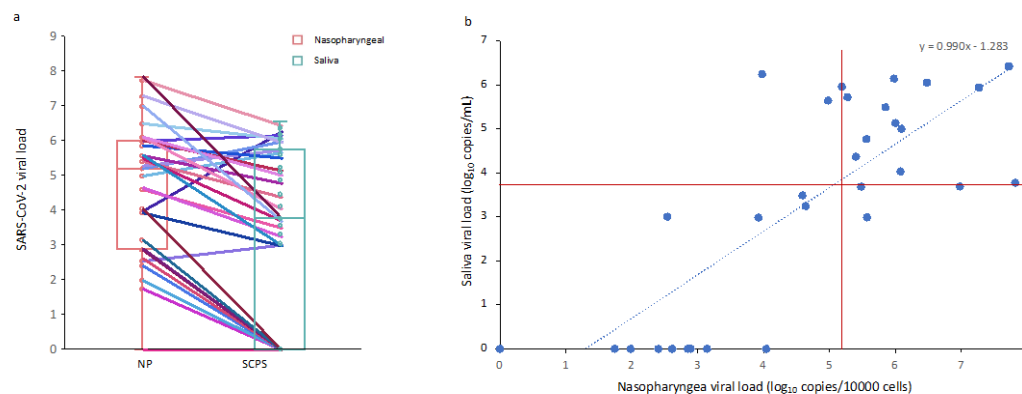 a
SARS-CoV-2 viral load
9
8
7
6
5
4
3
2
1
0
NP
SCPS
Nasopharyngeal
Saliva
b
y = 0.990x - 1.283
Saliva viral load (log10 copies/mL)
7
6
5
4
3
2
1
0
0 1 2 3 4 5 6 7
Nasopharyngea viral load (log10 copies/10000 cells)